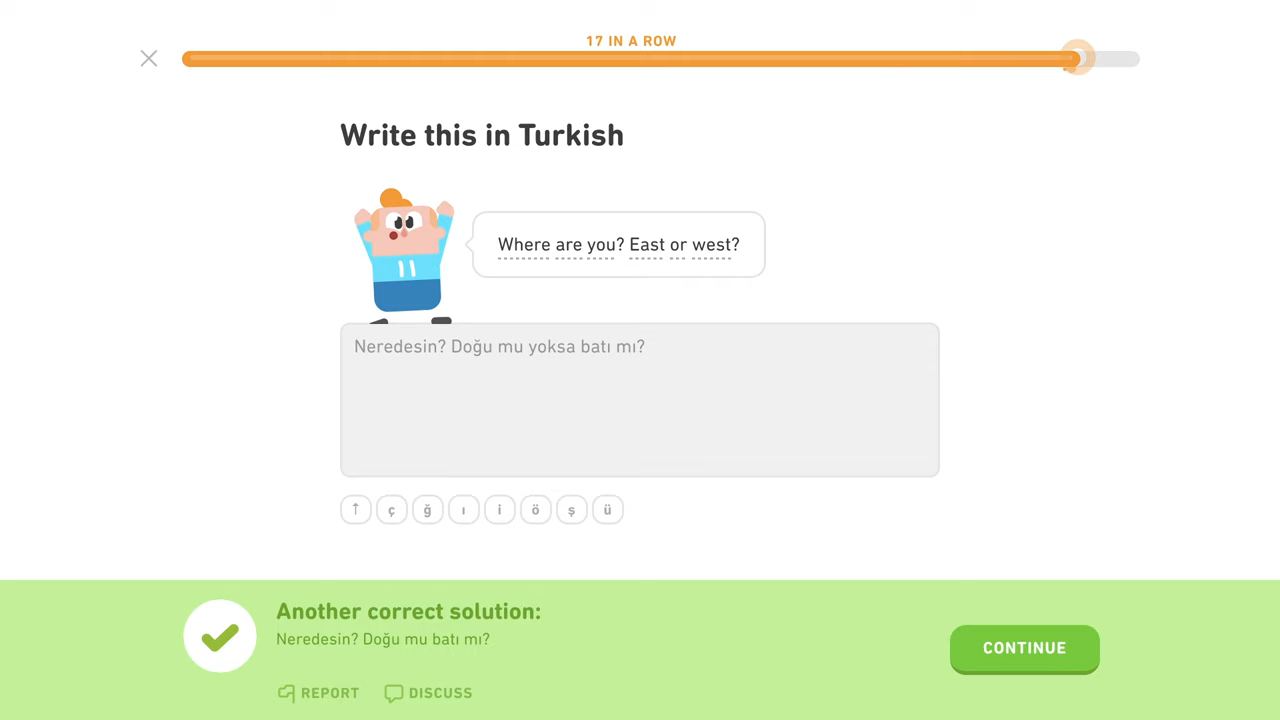 17 IN A ROW
Write this in Turkish
Where are you? East or west?
Neredesin? Doğu mu yoksa batı mı?
↑ ç ğ ı i ö ş ü
Another correct solution:
Neredesin? Doğu mu batı mı?
CONTINUE
REPORT DISCUSS